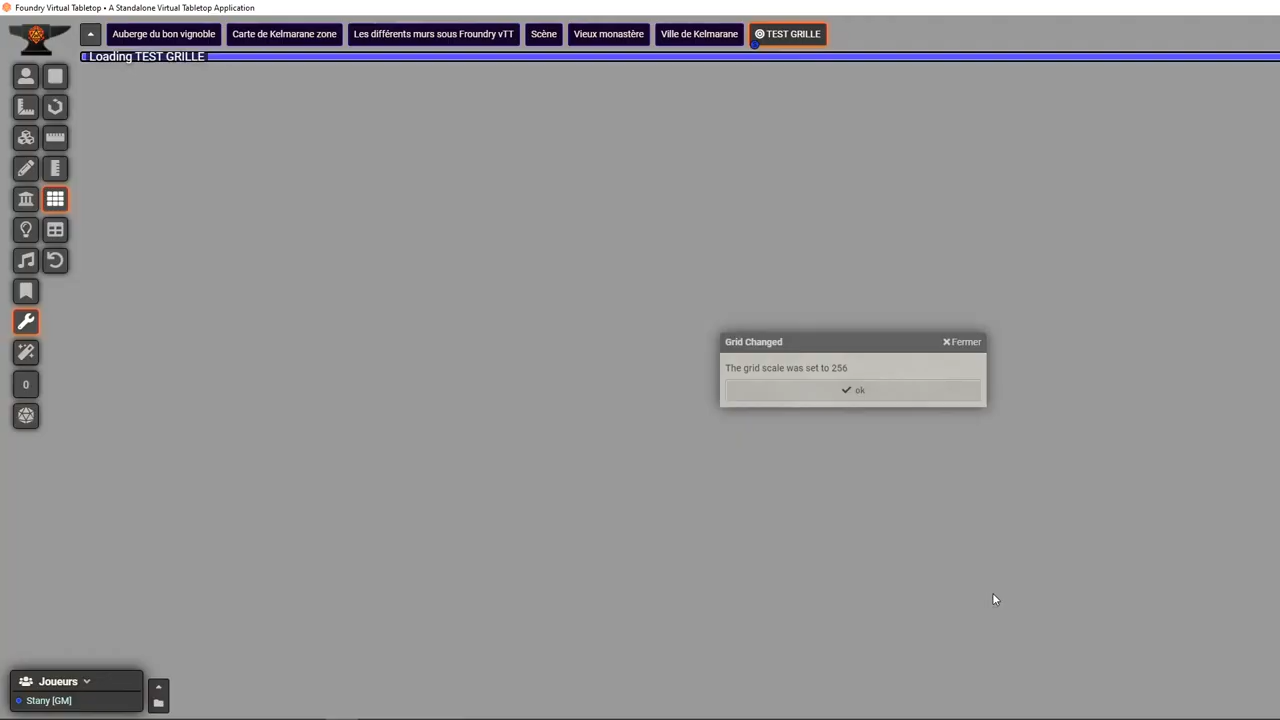 Foundry Virtual Tabletop • A Standalone Virtual Tabletop Application
Auberge du bon vignoble
Carte de Kelmarane zone
Les différents murs sous Froundry vTT
Scène
Vieux monastère
Ville de Kelmarane
TEST GRILLE
Loading TEST GRILLE
Grid Changed
Fermer
The grid scale was set to 256
ok
0
Joueurs
Stany [GM]